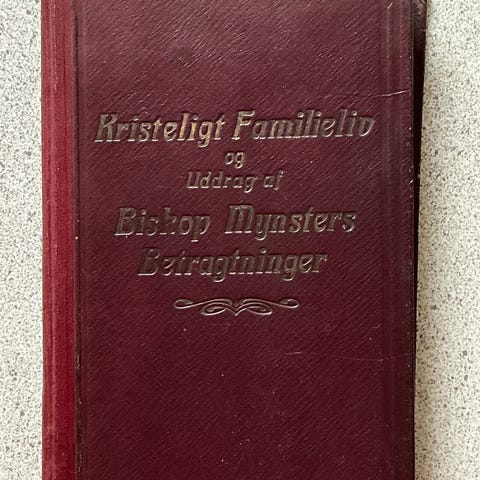 Kristeligt Familieliv
og
Uddrag af
Biskop Mynsters
Betragtninger